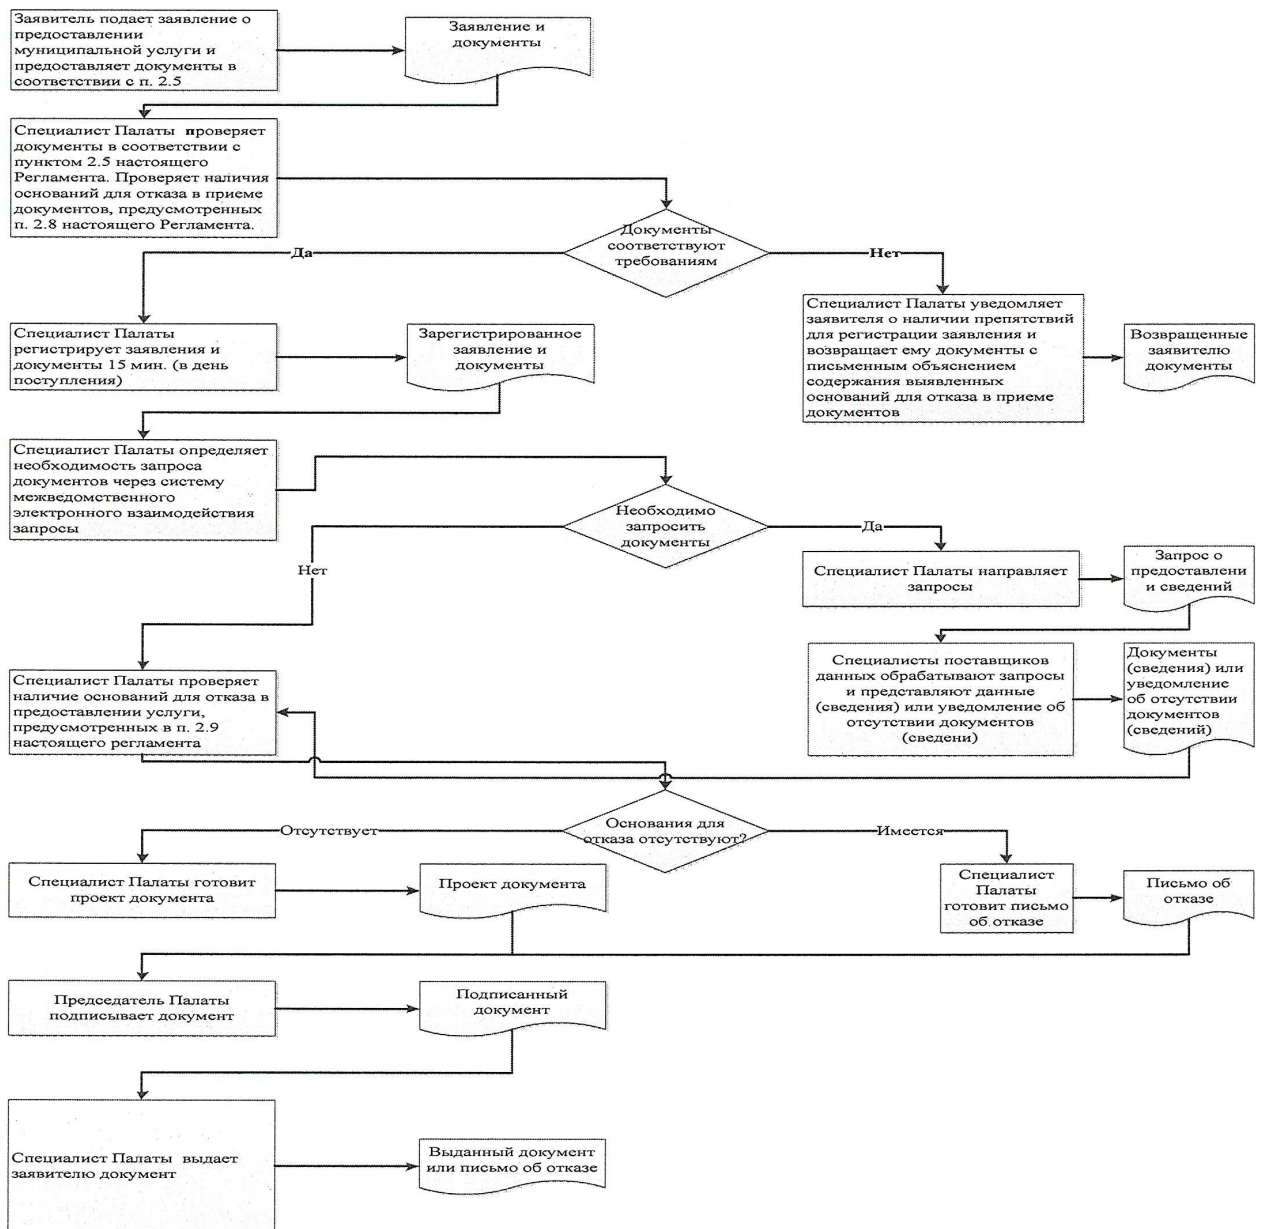 Заявитель подает заявление о
предоставлении
муниципальной услуги и
предоставляет документы в
соответствии с п. 2.5
Заявление и
документы
Специалист Палаты проверяет
документы в соответствии с
пунктом 2.5 настоящего
Регламента. Проверяет наличия
оснований для отказа в приеме
документов, предусмотренных
п. 2.8 настоящего Регламента.
Документы
соответствуют
требованиям
Да
Нет
Специалист Палаты
регистрирует заявления и
документы 15 мин. (в день
поступления)
Зарегистрированное
заявление и
документы
Специалист Палаты уведомляет
заявителя о наличии препятствий
для регистрации заявления и
возвращает ему документы с
письменным объяснением
содержания выявленных
оснований для отказа в приеме
документов
Возвращенные
заявителю
документы
Специалист Палаты определяет
необходимость запроса
документов через систему
межведомственного
электронного взаимодействия
запросы
Необходимо
запросить
документы
Да
Нет
Специалист Палаты направляет
запросы
Запрос о
предоставлени
и сведений
Специалисты поставщиков
данных обрабатывают запросы
и представляют данные
(сведения) или уведомление об
отсутствии документов
(сведени)
Документы
(сведения) или
уведомление
об отсутствии
документов
(сведений)
Специалист Палаты проверяет
наличие оснований для отказа в
предоставлении услуги,
предусмотренных в п. 2.9
настоящего регламента
Основания для
отказа отсутствуют?
Отсутствует
Имеется
Специалист Палаты готовит
проект документа
Проект документа
Специалист
Палаты
готовит письмо
об отказе
Письмо об
отказе
Председатель Палаты
подписывает документ
Подписанный
документ
Специалист Палаты выдает
заявителю документ
Выданный документ
или письмо об отказе